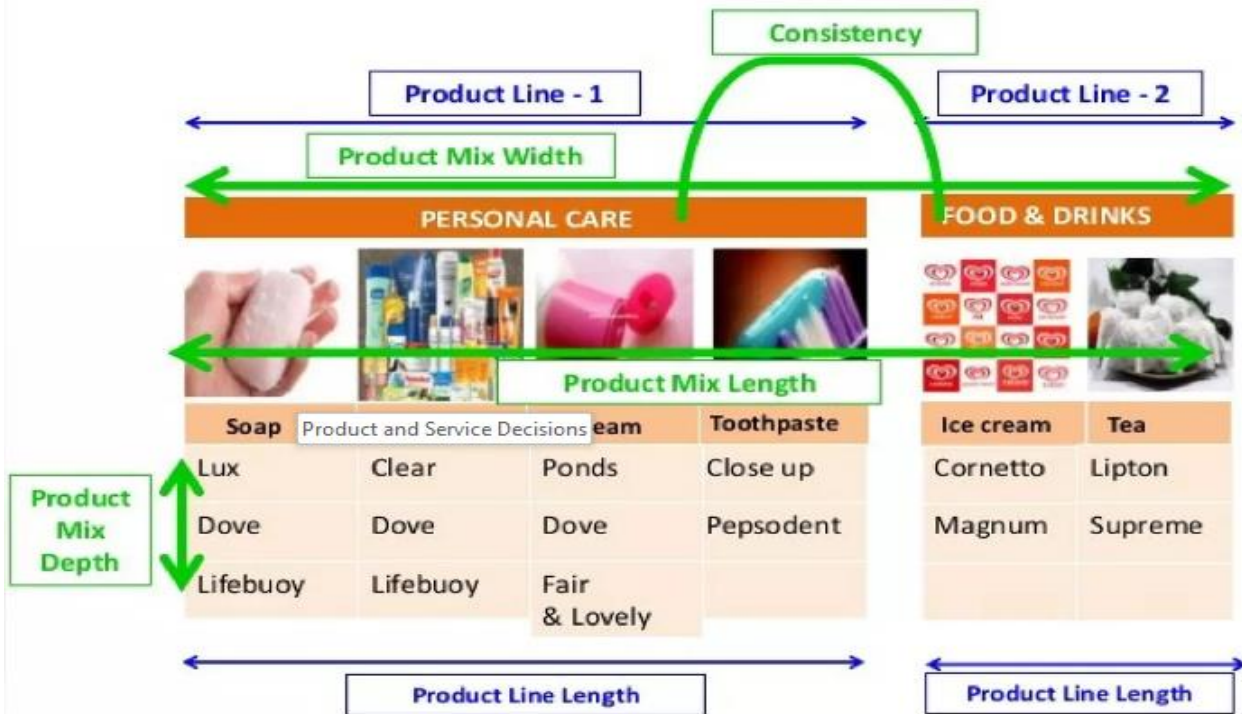 Consistency
Product Line - 1
Product Line - 2
Product Mix Width
PERSONAL CARE
FOOD & DRINKS
Product Mix Length
Soap
Product and Service Decisions
eam
Toothpaste
Ice cream
Tea
Lux
Clear
Ponds
Close up
Cornetto
Lipton
Product
Mix
Depth
Dove
Dove
Dove
Pepsodent
Magnum
Supreme
Lifebuoy
Lifebuoy
Fair
& Lovely
Product Line Length
Product Line Length